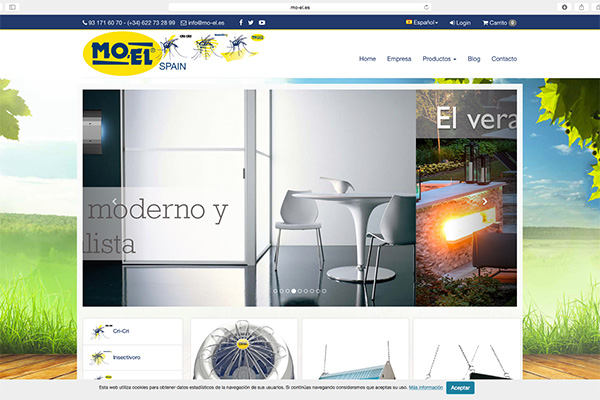 mo-el.es
93 171 60 70 - (+34) 622 73 28 99 info@mo-el.es Español Login Carrito 0
MO-EL
SPAIN
Home Empresa Productos Blog Contacto
El vera
moderno y
lista
Gri-Gri
Insectivoro
Esta web utiliza cookies para obtener datos estadísticos de la navegación de sus usuarios. Si continúas navegando consideramos que aceptas su uso. Más información Aceptar